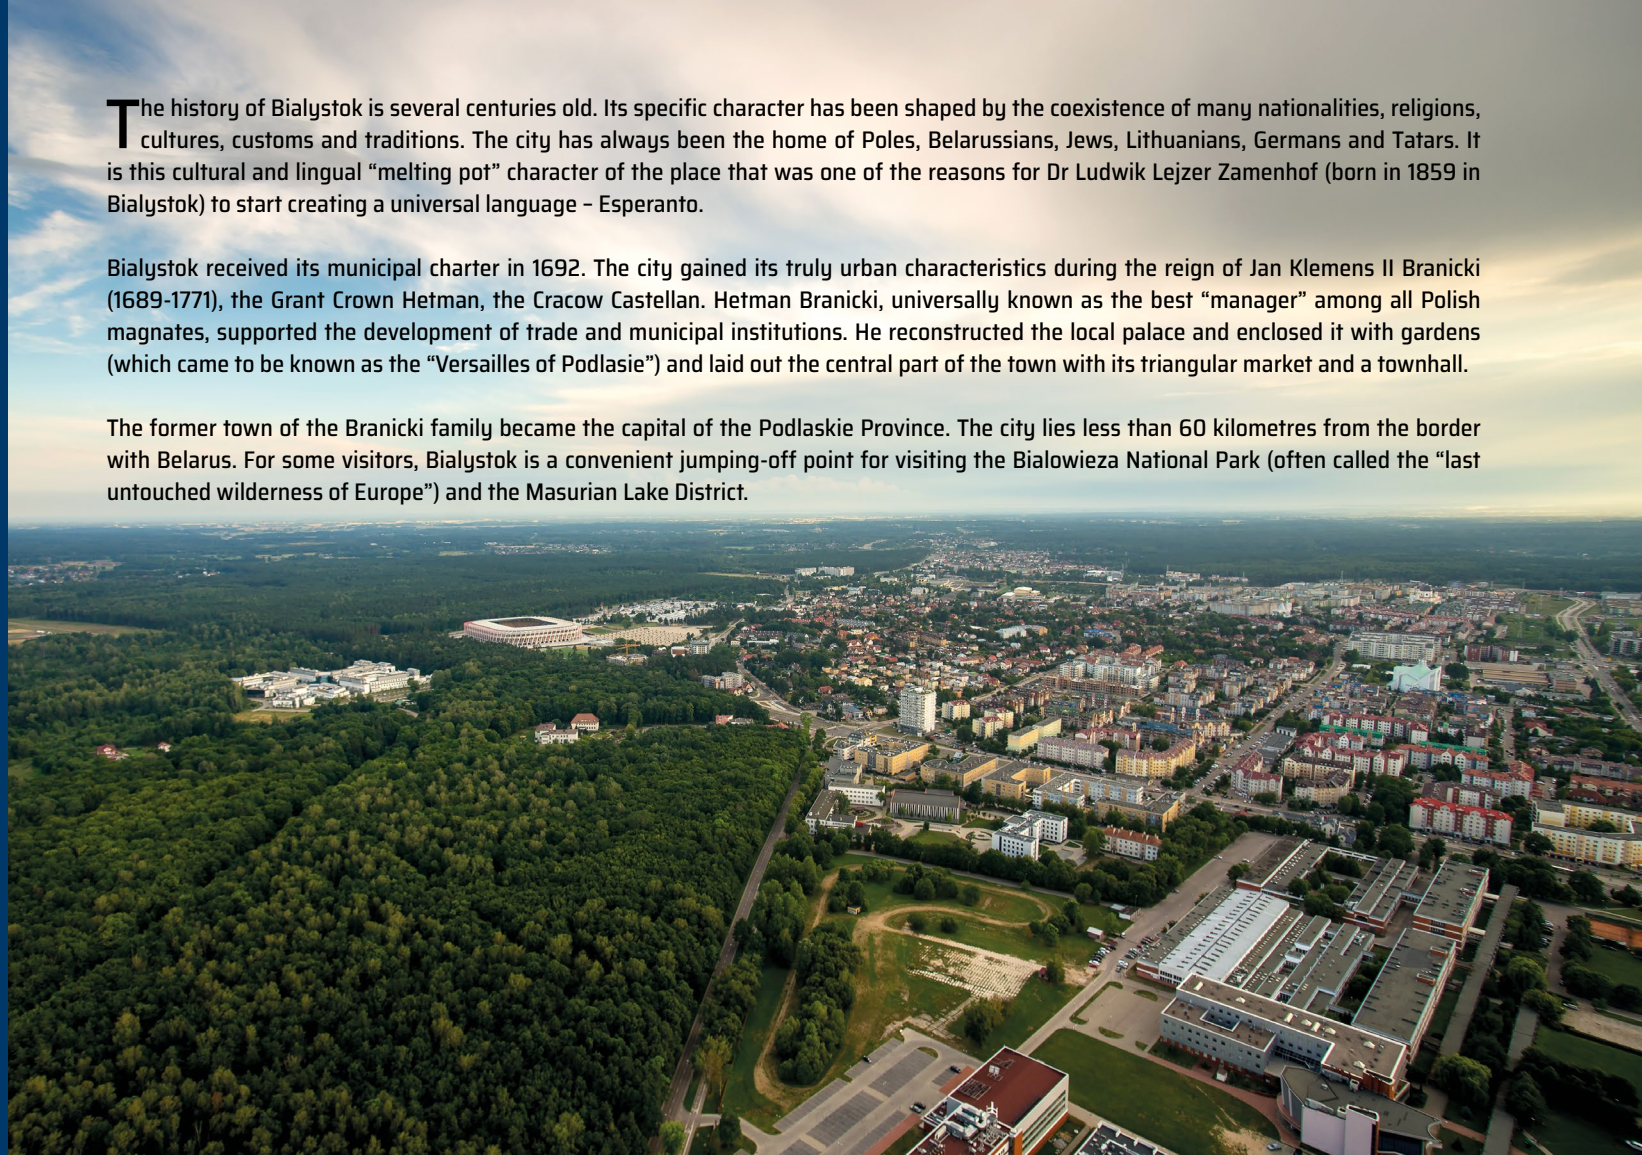 The history of Bialystok is several centuries old. Its specific character has been shaped by the coexistence of many nationalities, religions,
cultures, customs and traditions. The city has always been the home of Poles, Belarussians, Jews, Lithuanians, Germans and Tatars. It
is this cultural and lingual “melting pot” character of the place that was one of the reasons for Dr Ludwik Lejzer Zamenhof (born in 1859 in
Bialystok) to start creating a universal language – Esperanto.
Bialystok received its municipal charter in 1692. The city gained its truly urban characteristics during the reign of Jan Klemens II Branicki
(1689-1771), the Grant Crown Hetman, the Cracow Castellan. Hetman Branicki, universally known as the best “manager” among all Polish
magnates, supported the development of trade and municipal institutions. He reconstructed the local palace and enclosed it with gardens
(which came to be known as the “Versailles of Podlasie”) and laid out the central part of the town with its triangular market and a townhall.
The former town of the Branicki family became the capital of the Podlaskie Province. The city lies less than 60 kilometres from the border
with Belarus. For some visitors, Bialystok is a convenient jumping-off point for visiting the Bialowieza National Park (often called the “last
untouched wilderness of Europe”) and the Masurian Lake District.